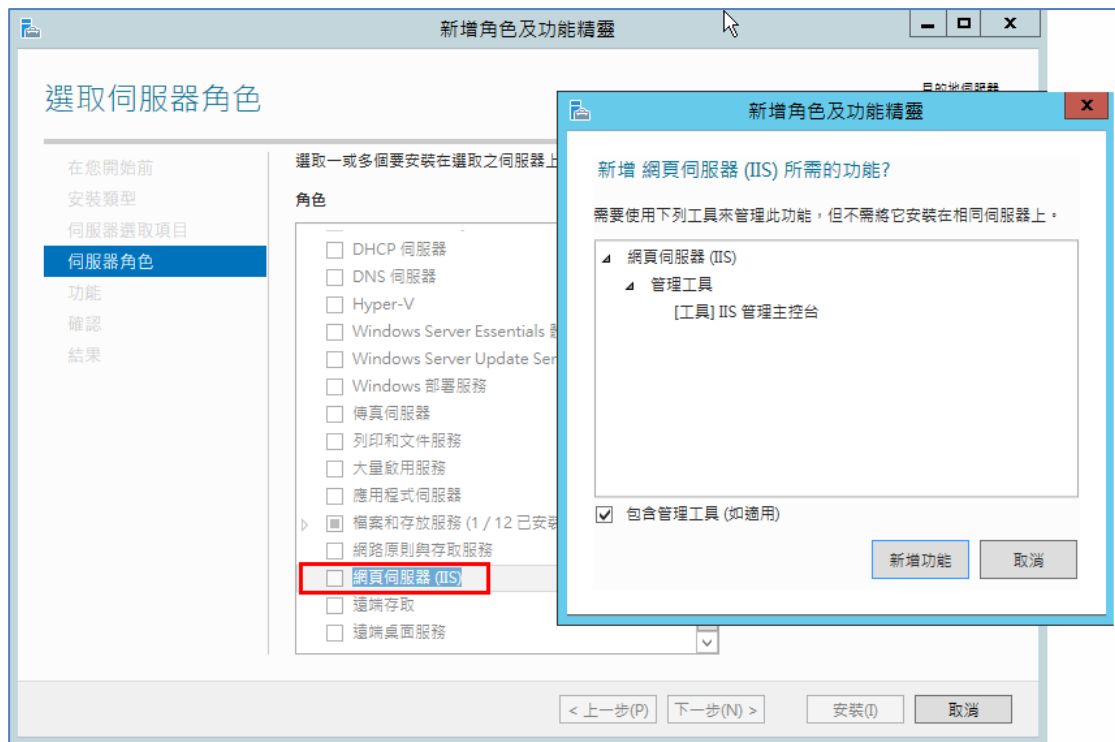 新增角色及功能精靈
選取伺服器角色
目的地伺服器
在您開始前
安裝類型
伺服器選取項目
伺服器角色
功能
確認
結果
選取一或多個要安裝在選取之伺服器上
角色
DHCP 伺服器
DNS 伺服器
Hyper-V
Windows Server Essentials
Windows Server Update Ser
Windows 部署服務
傳真伺服器
列印和文件服務
大量啟用服務
應用程式伺服器
檔案和存放服務 (1 / 12 已安裝
網路原則與存取服務
網頁伺服器 (IIS)
遠端存取
遠端桌面服務
< 上一步(P)
下一步(N) >
安裝(I)
取消
新增角色及功能精靈
新增 網頁伺服器 (IIS) 所需的功能?
需要使用下列工具來管理此功能，但不需將它安裝在相同伺服器上。
網頁伺服器 (IIS)
管理工具
[工具] IIS 管理主控台
包含管理工具 (如適用)
新增功能
取消